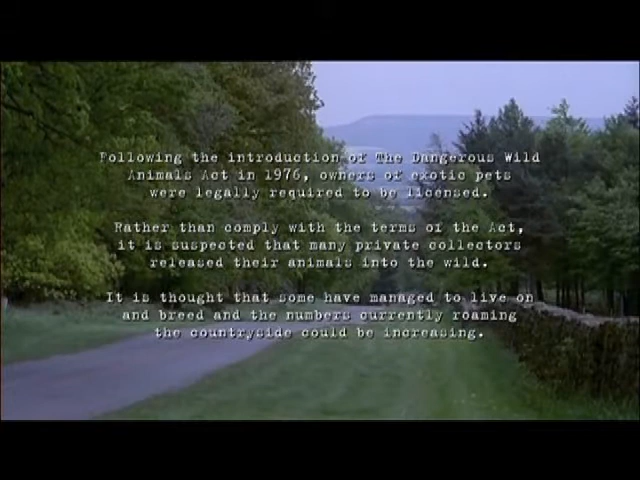 Following the introduction of The Dangerous Wild
Animals Act in 1976, owners of exotic pets
were legally required to be licensed.
Rather than comply with the terms of the Act,
it is suspected that many private collectors
released their animals into the wild.
It is thought that some have managed to live on
and breed and the numbers currently roaming
the countryside could be increasing.